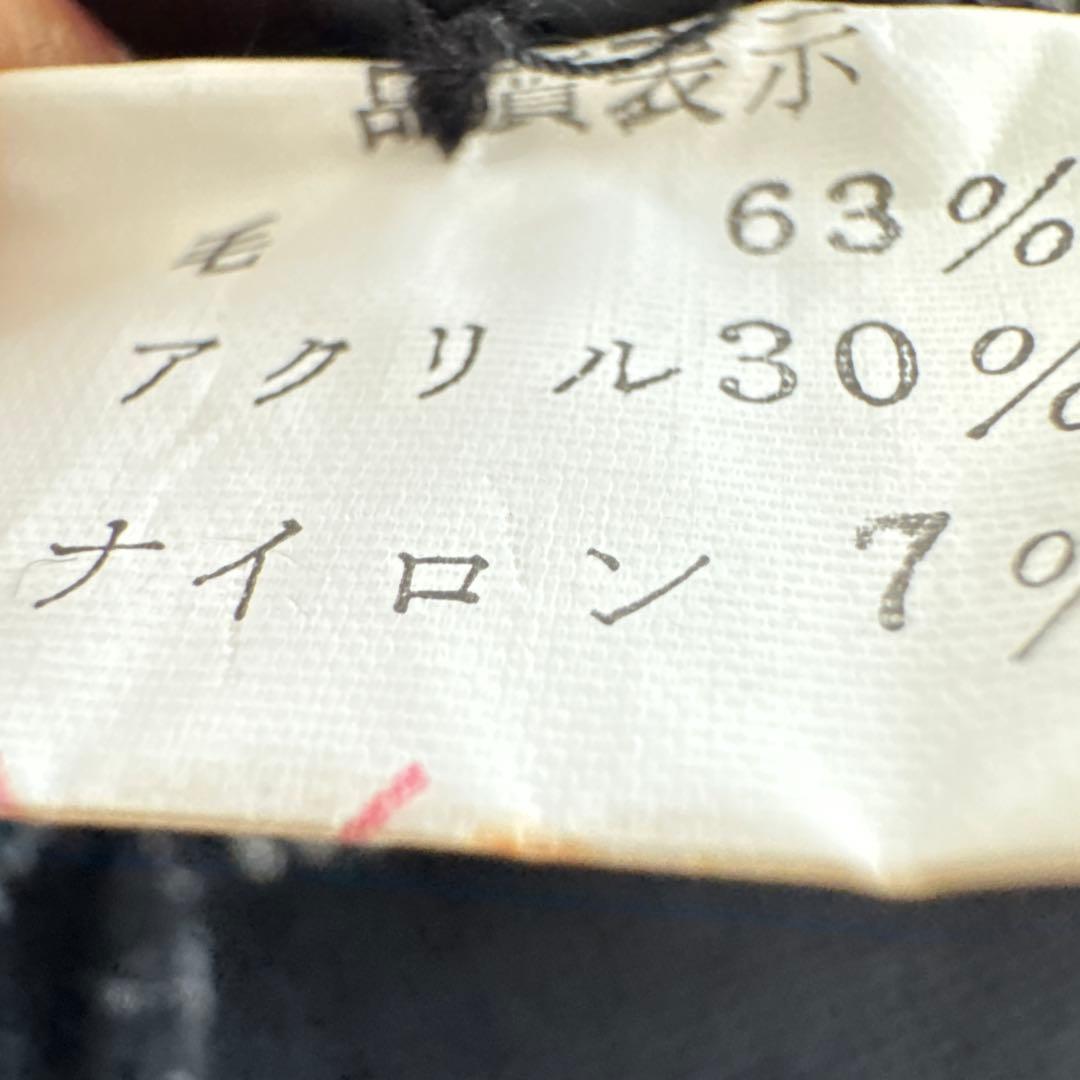 品質表示
毛 63%
アクリル30%
ナイロン 7%